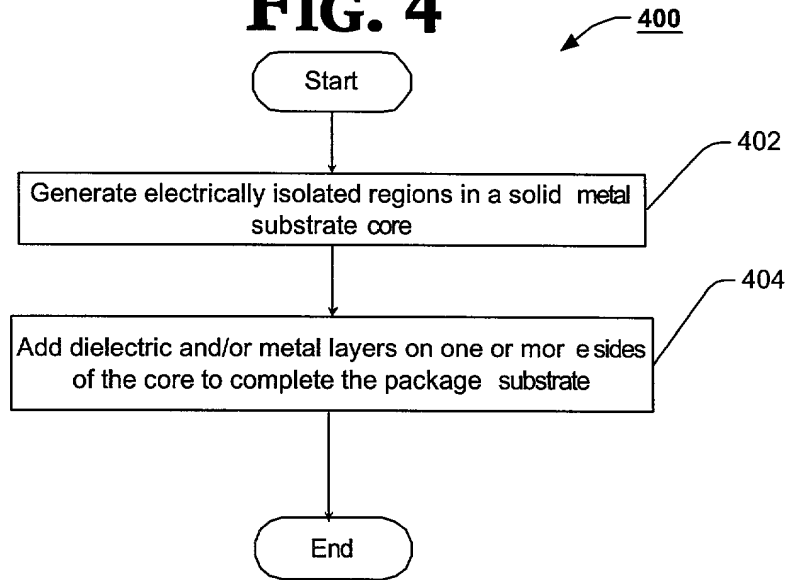 FIG. 4
400
Start
402
Generate electrically isolated regions in a solid metal
substrate core
404
Add dielectric and/or metal layers on one or mor e sides
of the core to complete the package substrate
End